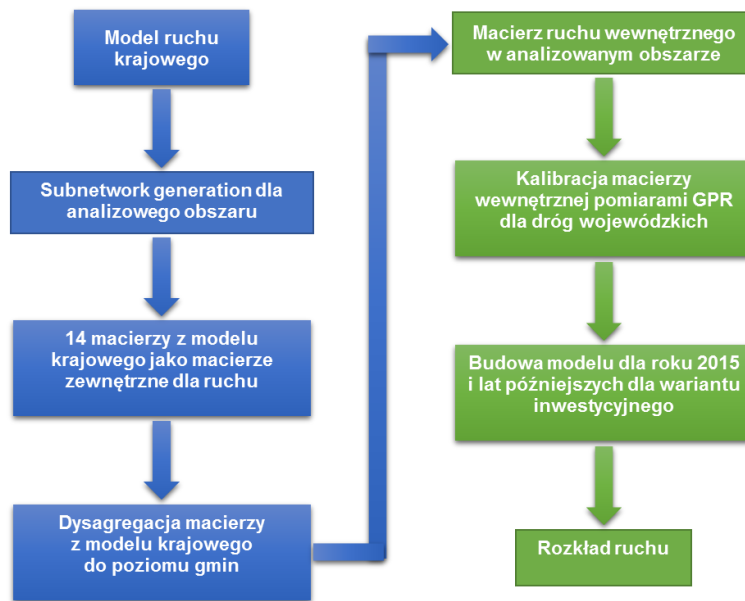 Model ruchu
krajowego
Subnetwork generation dla
analizowego obszaru
14 macierzy z modelu
krajowego jako macierze
zewnętrzne dla ruchu
Dysagregacja macierzy
z modelu krajowego
do poziomu gmin
Macierz ruchu wewnętrznego
w analizowanym obszarze
Kalibracja macierzy
wewnętrznej pomiarami GPR
dla dróg wojewódzkich
Budowa modelu dla roku 2015
i lat późniejszych dla wariantu
inwestycyjnego
Rozkład ruchu